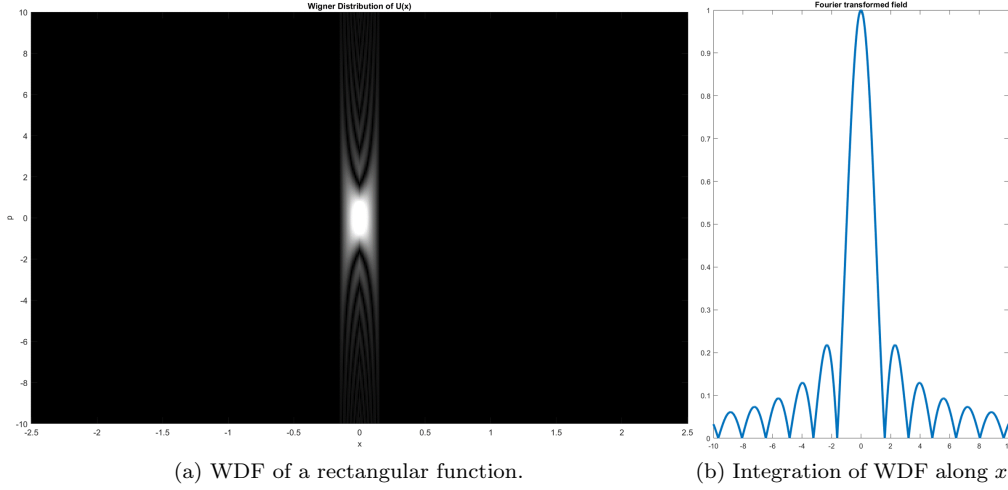 Wigner Distribution of U(x)
10
8
6
4
2
0
-2
-4
-6
-8
-10
p
-2.5 -2 -1.5 -1 -0.5 0 0.5 1 1.5 2 2.5
x
(a) WDF of a rectangular function.
Fourier transformed field
1
0.9
0.8
0.7
0.6
0.5
0.4
0.3
0.2
0.1
0
-10 -8 -6 -4 -2 0 2 4 6 8 10
(b) Integration of WDF along x